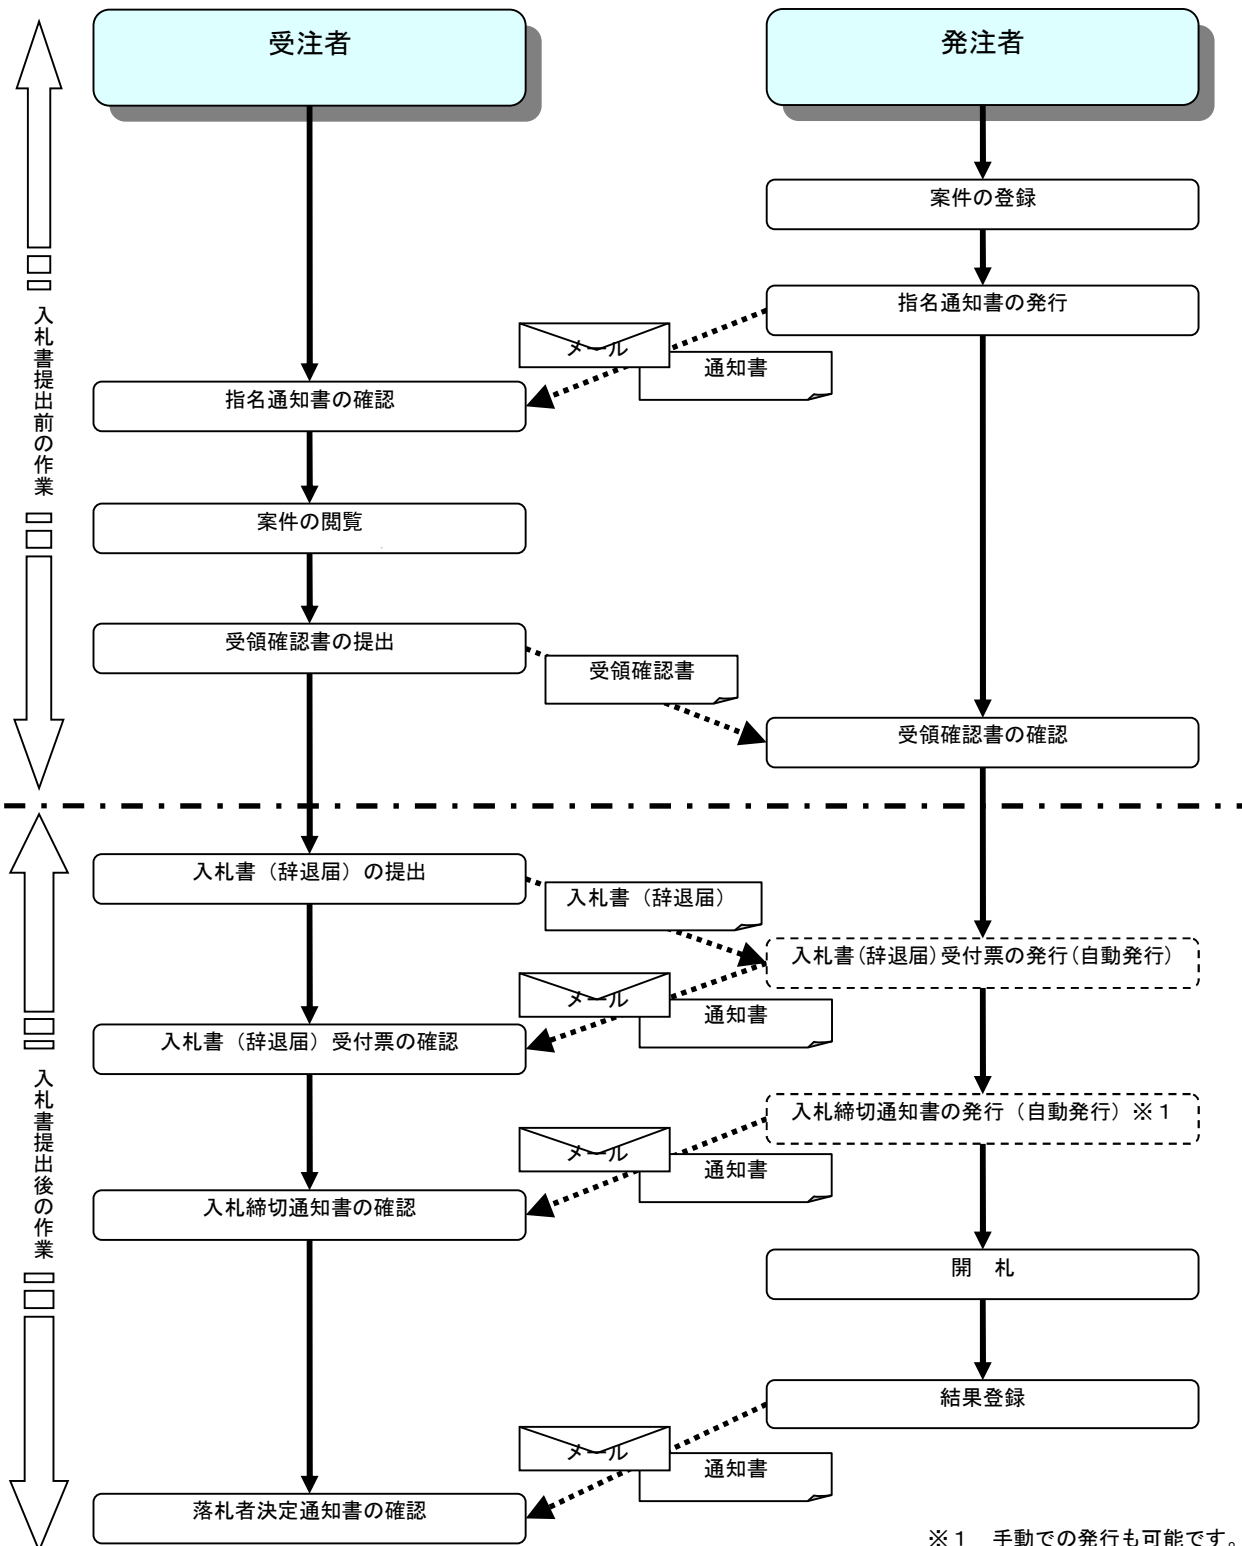 受注者
発注者
案件の登録
指名通知書の発行
メール
通知書
指名通知書の確認
入札書提出前の作業
案件の閲覧
受領確認書の提出
受領確認書
受領確認書の確認
入札書（辞退届）の提出
入札書（辞退届）
入札書（辞退届）受付票の発行（自動発行）
メール
通知書
入札書（辞退届）受付票の確認
入札書提出後の作業
入札締切通知書の発行（自動発行）※１
メール
通知書
入札締切通知書の確認
開　札
結果登録
メール
通知書
落札者決定通知書の確認
※１　手動での発行も可能です。